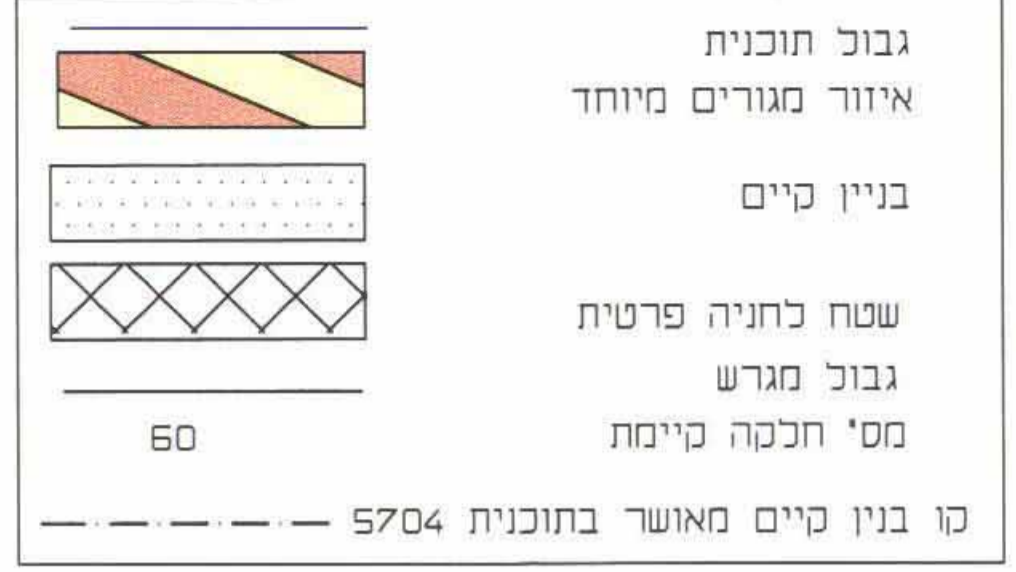 גבול תוכנית
איזור מגורים מיוחד
בניין קיים
שטח לחניה פרטית
גבול מגרש
מס' חלקה קיימת 60
קו בנין קיים מאושר בתוכנית 5704